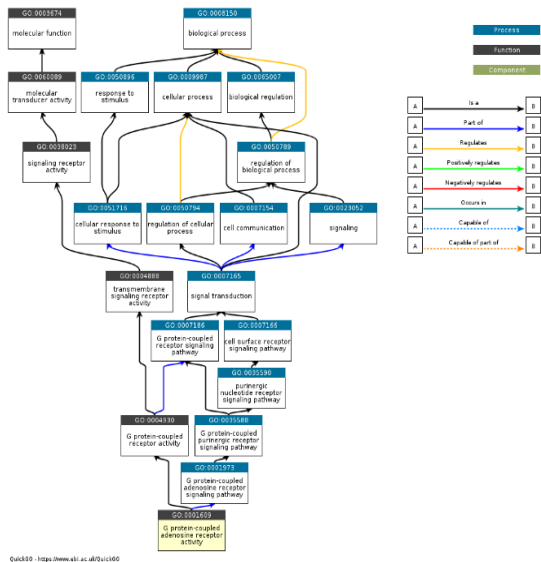 GO:0003674
molecular function
GO:0008150
biological process
Process
Function
Component
GO:0060089
molecular
transducer activity
GO:0050896
response to
stimulus
GO:0009987
cellular process
GO:0065007
biological regulation
A
Is a
B
A
Part of
B
A
Regulates
B
A
Positively regulates
B
A
Negatively regulates
B
A
Occurs in
B
A
Capable of
B
A
Capable of part of
B
GO:0038023
signaling receptor
activity
GO:0050789
regulation of
biological process
GO:0051716
cellular response to
stimulus
GO:0050794
regulation of cellular
process
GO:0007154
cell communication
GO:0023052
signaling
GO:0004888
transmembrane
signaling receptor
activity
GO:0007165
signal transduction
GO:0007186
G protein-coupled
receptor signaling
pathway
GO:0007166
cell surface receptor
signaling pathway
GO:0035590
purinergic
nucleotide receptor
signaling pathway
GO:0004930
G protein-coupled
receptor activity
GO:0035588
G protein-coupled
purinergic receptor
signaling pathway
GO:0001973
G protein-coupled
adenosine receptor
signaling pathway
GO:0001609
G protein-coupled
adenosine receptor
activity
QuickGO - https://www.ebi.ac.uk/QuickGO